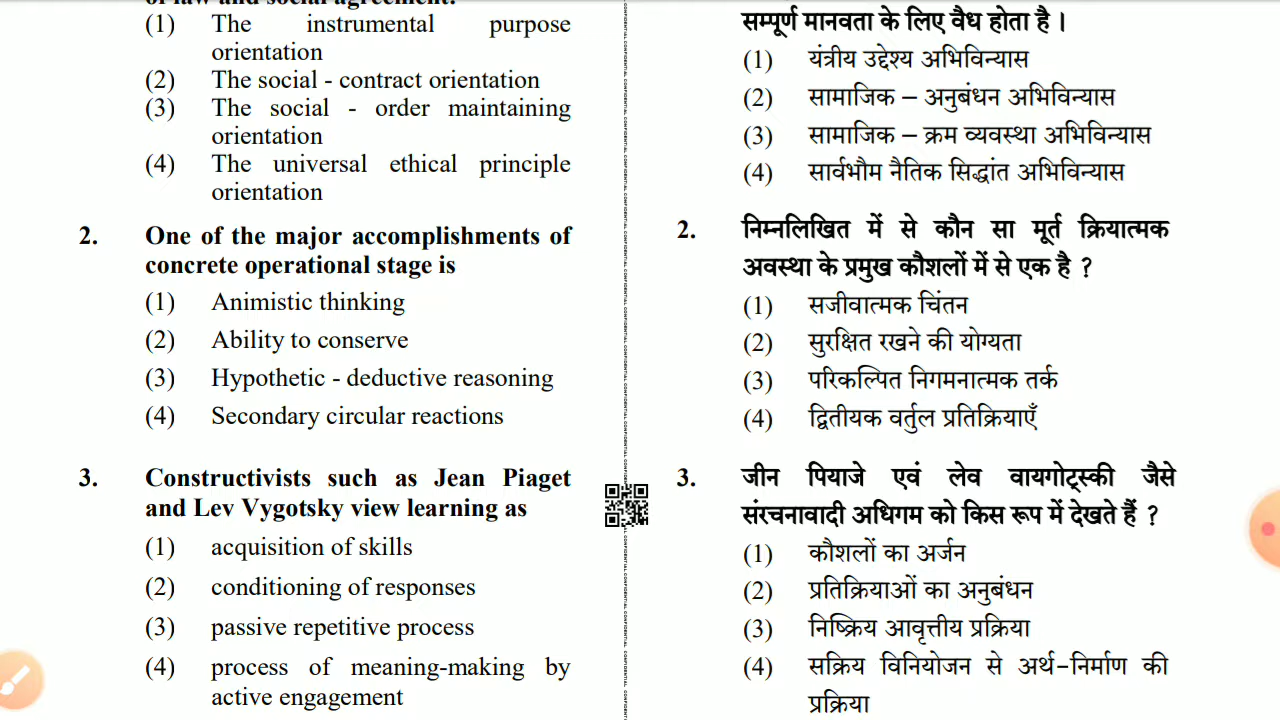 of law and social agreement.
(1) The instrumental purpose
orientation
(2) The social - contract orientation
(3) The social - order maintaining
orientation
(4) The universal ethical principle
orientation
2. One of the major accomplishments of
concrete operational stage is
(1) Animistic thinking
(2) Ability to conserve
(3) Hypothetic - deductive reasoning
(4) Secondary circular reactions
3. Constructivists such as Jean Piaget
and Lev Vygotsky view learning as
(1) acquisition of skills
(2) conditioning of responses
(3) passive repetitive process
(4) process of meaning-making by
active engagement
सम्पूर्ण मानवता के लिए वैध होता है ।
(1) यंत्रीय उद्देश्य अभिविन्यास
(2) सामाजिक – अनुबंधन अभिविन्यास
(3) सामाजिक – क्रम व्यवस्था अभिविन्यास
(4) सार्वभौम नैतिक सिद्धांत अभिविन्यास
2. निम्नलिखित में से कौन सा मूर्त क्रियात्मक
अवस्था के प्रमुख कौशलों में से एक है ?
(1) सजीवात्मक चिंतन
(2) सुरक्षित रखने की योग्यता
(3) परिकल्पित निगमनात्मक तर्क
(4) द्वितीयक वर्तुल प्रतिक्रियाएँ
3. जीन पियाजे एवं लेव वायगोट्स्की जैसे
संरचनावादी अधिगम को किस रूप में देखते हैं ?
(1) कौशलों का अर्जन
(2) प्रतिक्रियाओं का अनुबंधन
(3) निष्क्रिय आवृत्तीय प्रक्रिया
(4) सक्रिय विनियोजन से अर्थ-निर्माण की
प्रक्रिया